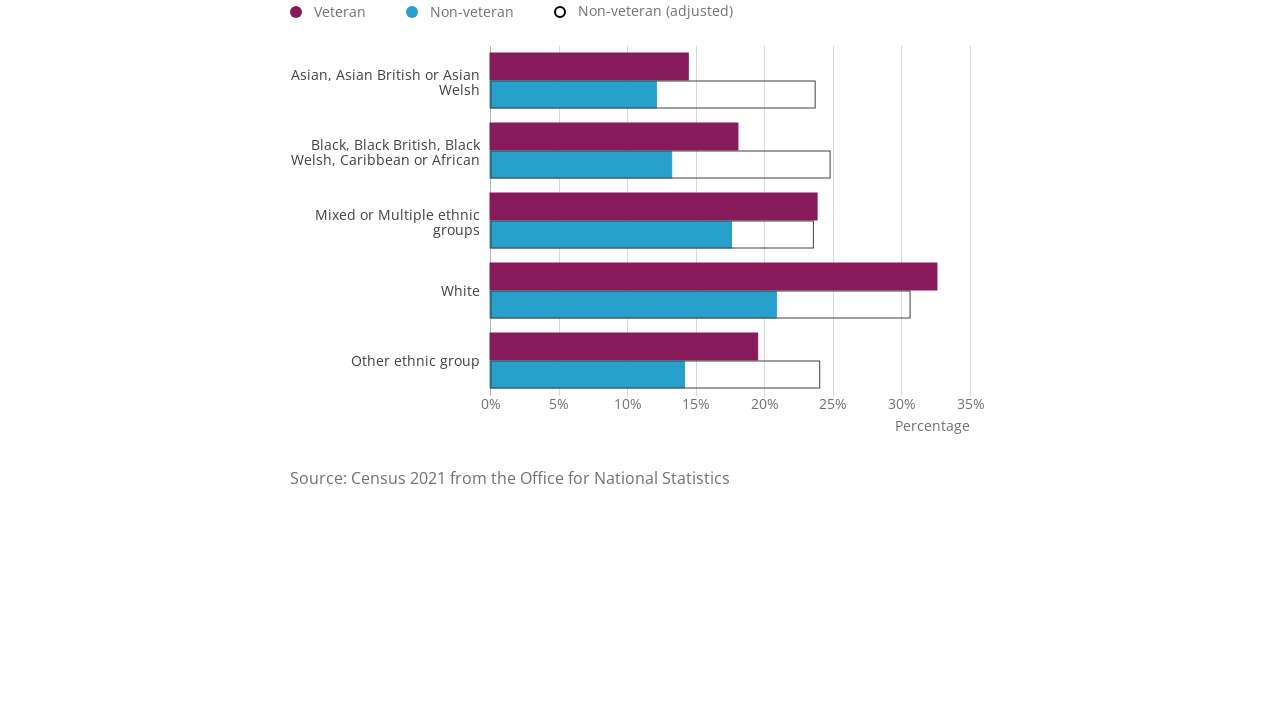 Veteran
Non-veteran
Non-veteran (adjusted)
Asian, Asian British or Asian
Welsh
Black, Black British, Black
Welsh, Caribbean or African
Mixed or Multiple ethnic
groups
White
Other ethnic group
0%
5%
10%
15%
20%
25%
30%
35%
Percentage
Source: Census 2021 from the Office for National Statistics